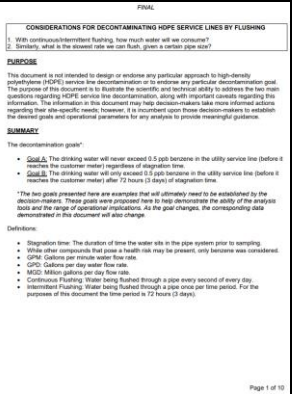 FINAL
CONSIDERATIONS FOR DECONTAMINATING HDPE SERVICE LINES BY FLUSHING
1. With continuous/intermittent flushing, how much water will we consume?
2. Similarly, what is the slowest rate we can flush, given a certain pipe size?
PURPOSE
This document is not intended to design or endorse any particular approach to high-density
polyethylene (HDPE) service line decontamination or to endorse any particular decontamination goal.
The purpose of this document is to illustrate the scientific and technical ability to address the two main
questions regarding HDPE service line decontamination, along with important caveats regarding this
information. The information in this document may help decision-makers take more informed actions
regarding their site-specific needs; however, it is incumbent upon those decision-makers to establish
the desired goals and operational parameters for any analysis to provide meaningful guidance.
SUMMARY
The decontamination goals*:
• Goal A: The drinking water will never exceed 0.5 ppb benzene in the utility service line (before it
reaches the customer meter) regardless of stagnation time.
• Goal B: The drinking water will only exceed 0.5 ppb benzene in the utility service line (before it
reaches the customer meter) after 72 hours (3 days) of stagnation time.
*The two goals presented here are examples that will ultimately need to be established by the
decision-makers. These goals were proposed here to help demonstrate the ability of the analysis
tools and the range of operational implications. As the goal changes, the corresponding data
demonstrated in this document will also change.
Definitions:
• Stagnation time: The duration of time the water sits in the pipe system prior to sampling.
• While other compounds that pose a health risk may be present, only benzene was considered.
• GPM: Gallons per minute water flow rate.
• GPD: Gallons per day water flow rate.
• MGD: Million gallons per day flow rate.
• Continuous Flushing: Water being flushed through a pipe every second of every day.
• Intermittent Flushing: Water being flushed through a pipe once per time period. For the
purposes of this document the time period is 72 hours (3 days).
Page 1 of 10